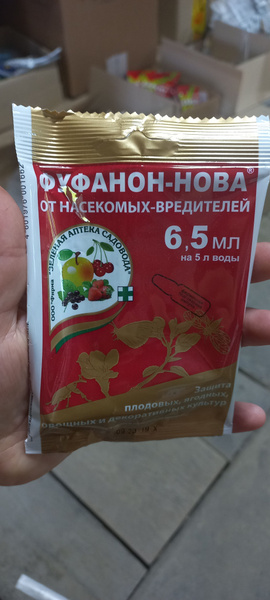 ФУФАНОН-НОВА®
ОТ НАСЕКОМЫХ-ВРЕДИТЕЛЕЙ
6,5 МЛ
на 5 л воды
ООО "Фирма "ЗЕЛЕНАЯ АПТЕКА САДОВОДА"
Защита
плодовых, ягодных,
овощных и декоративных культур